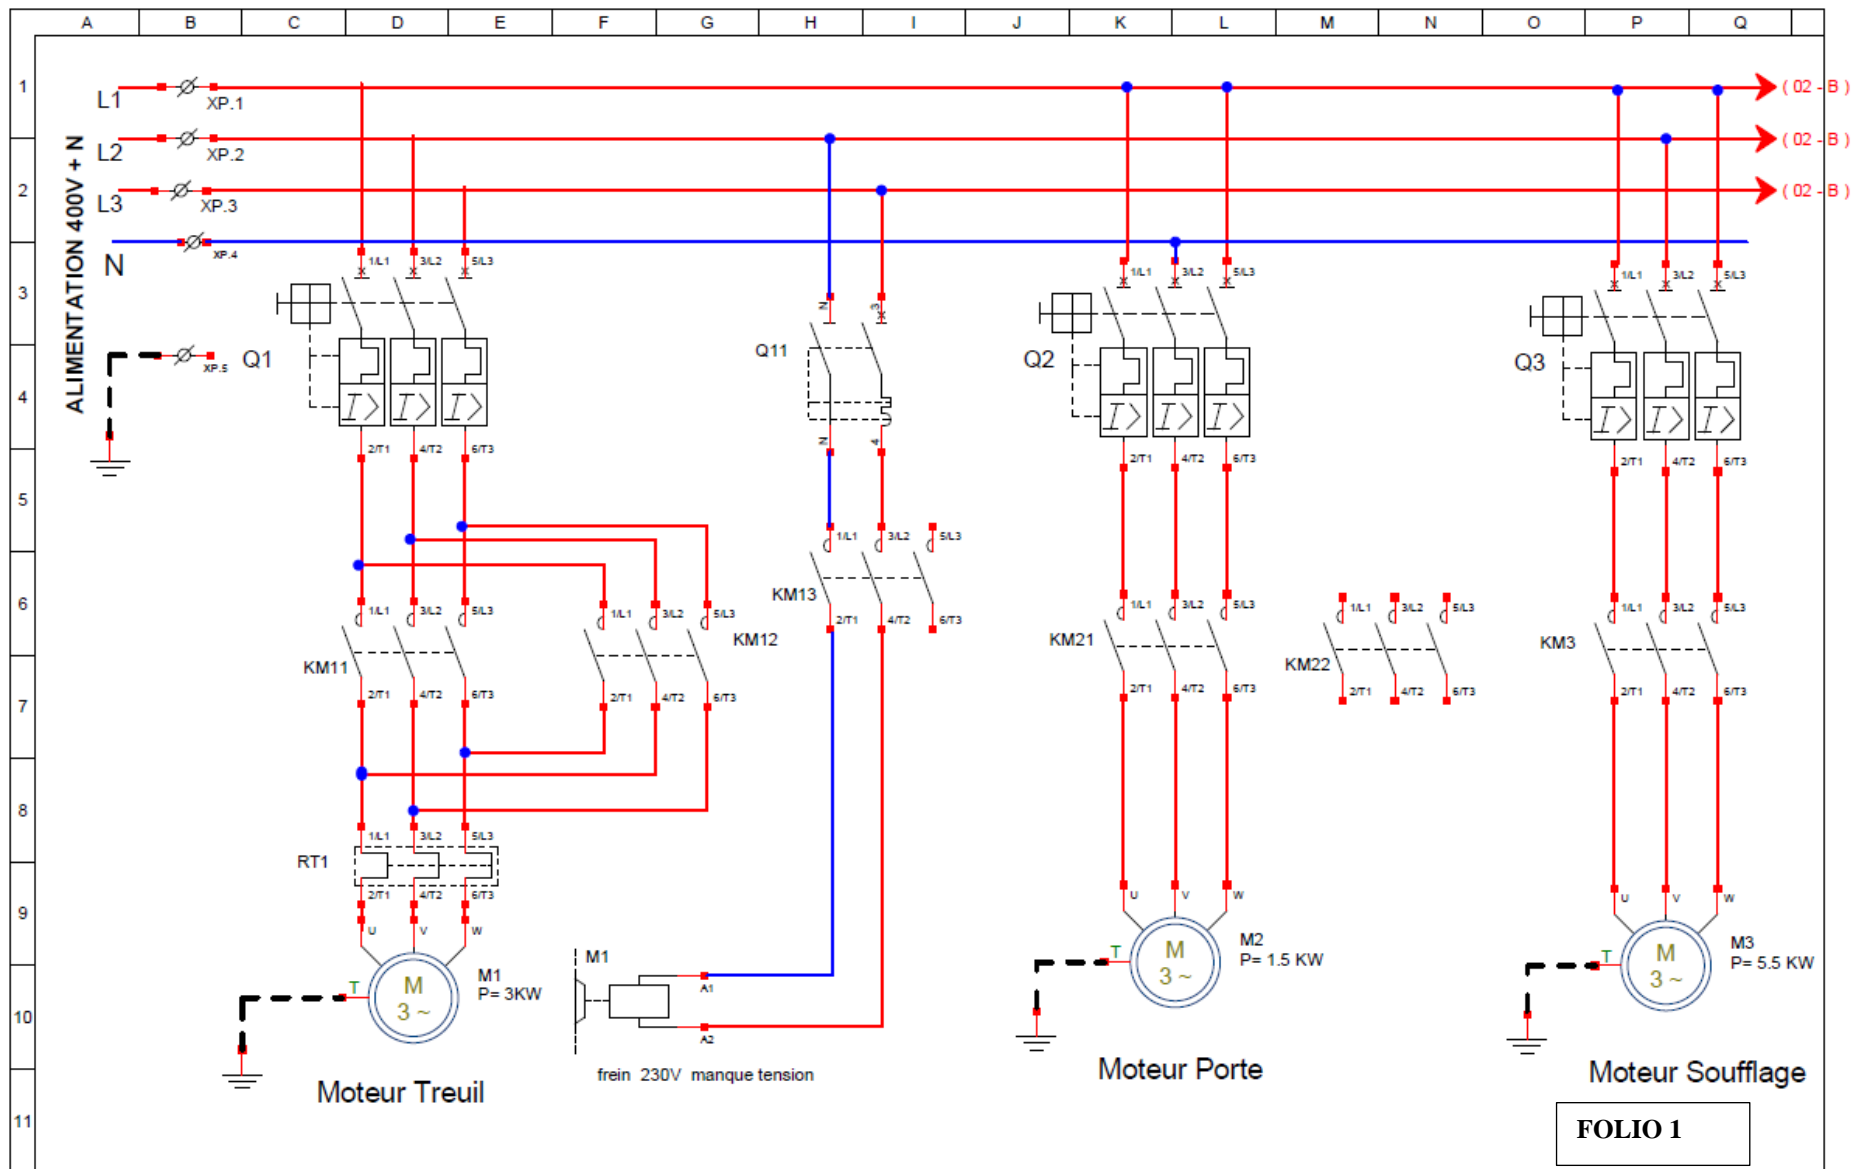 A B C D E F G H I J K L M N O P Q
1
2
3
4
5
6
7
8
9
10
11
ALIMENTATION 400V + N
L1 XP.1 ( 02 - B )
L2 XP.2 ( 02 - B )
L3 XP.3 ( 02 - B )
N XP.4
XP.5
1/L1 3/L2 5/L3
Q1
2/T1 4/T2 6/T3
1/L1 3/L2 5/L3
KM11
2/T1 4/T2 6/T3
1/L1 3/L2 5/L3
KM12
2/T1 4/T2 6/T3
1/L1 3/L2 5/L3
RT1
2/T1 4/T2 6/T3
U V W
T
M
3 ~
M1
P= 3KW
Moteur Treuil
N 3
Q11
N 4
1/L1 3/L2 5/L3
KM13
2/T1 4/T2 6/T3
M1
A1
A2
frein 230V manque tension
1/L1 3/L2 5/L3
Q2
I> I> I>
2/T1 4/T2 6/T3
1/L1 3/L2 5/L3
KM21
2/T1 4/T2 6/T3
1/L1 3/L2 5/L3
KM22
2/T1 4/T2 6/T3
U V W
T
M
3 ~
M2
P= 1.5 KW
Moteur Porte
1/L1 3/L2 5/L3
Q3
I> I> I>
2/T1 4/T2 6/T3
1/L1 3/L2 5/L3
KM3
2/T1 4/T2 6/T3
U V W
T
M
3 ~
M3
P= 5.5 KW
Moteur Soufflage
I> I> I>
FOLIO 1